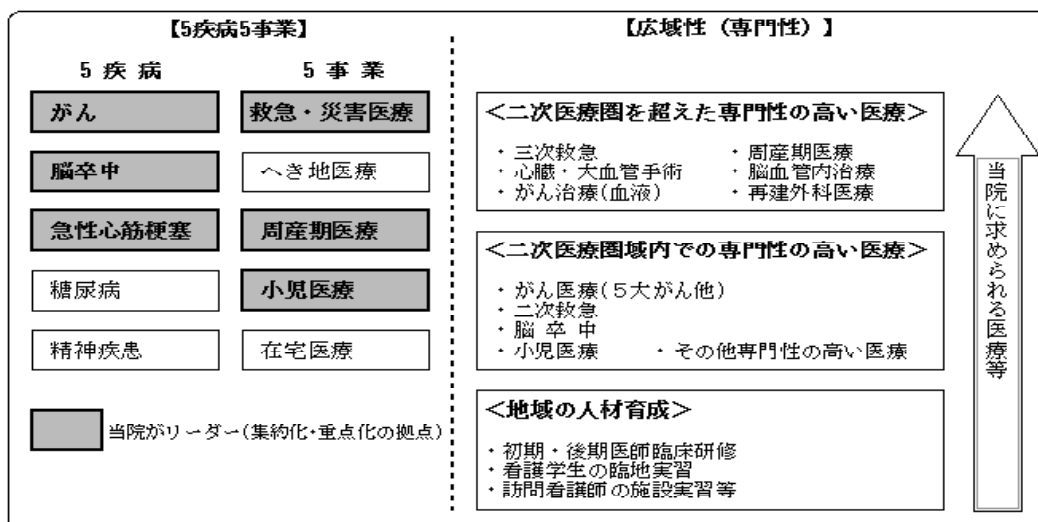 【5疾病5事業】
5 疾 病
5 事 業
がん
救急・災害医療
脳卒中
へき地医療
急性心筋梗塞
周産期医療
糖尿病
小児医療
精神疾患
在宅医療
当院がリーダー(集約化・重点化の拠点)
【広域性（専門性）】
＜二次医療圏を超えた専門性の高い医療＞
・三次救急 ・周産期医療
・心臓・大血管手術 ・脳血管内治療
・がん治療(血液) ・再建外科医療
＜二次医療圏域内での専門性の高い医療＞
・がん医療(５大がん他)
・二次救急
・脳 卒 中
・小児医療 ・その他専門性の高い医療
＜地域の人材育成＞
・初期・後期医師臨床研修
・看護学生の臨地実習
・訪問看護師の施設実習等
当院に求められる医療等